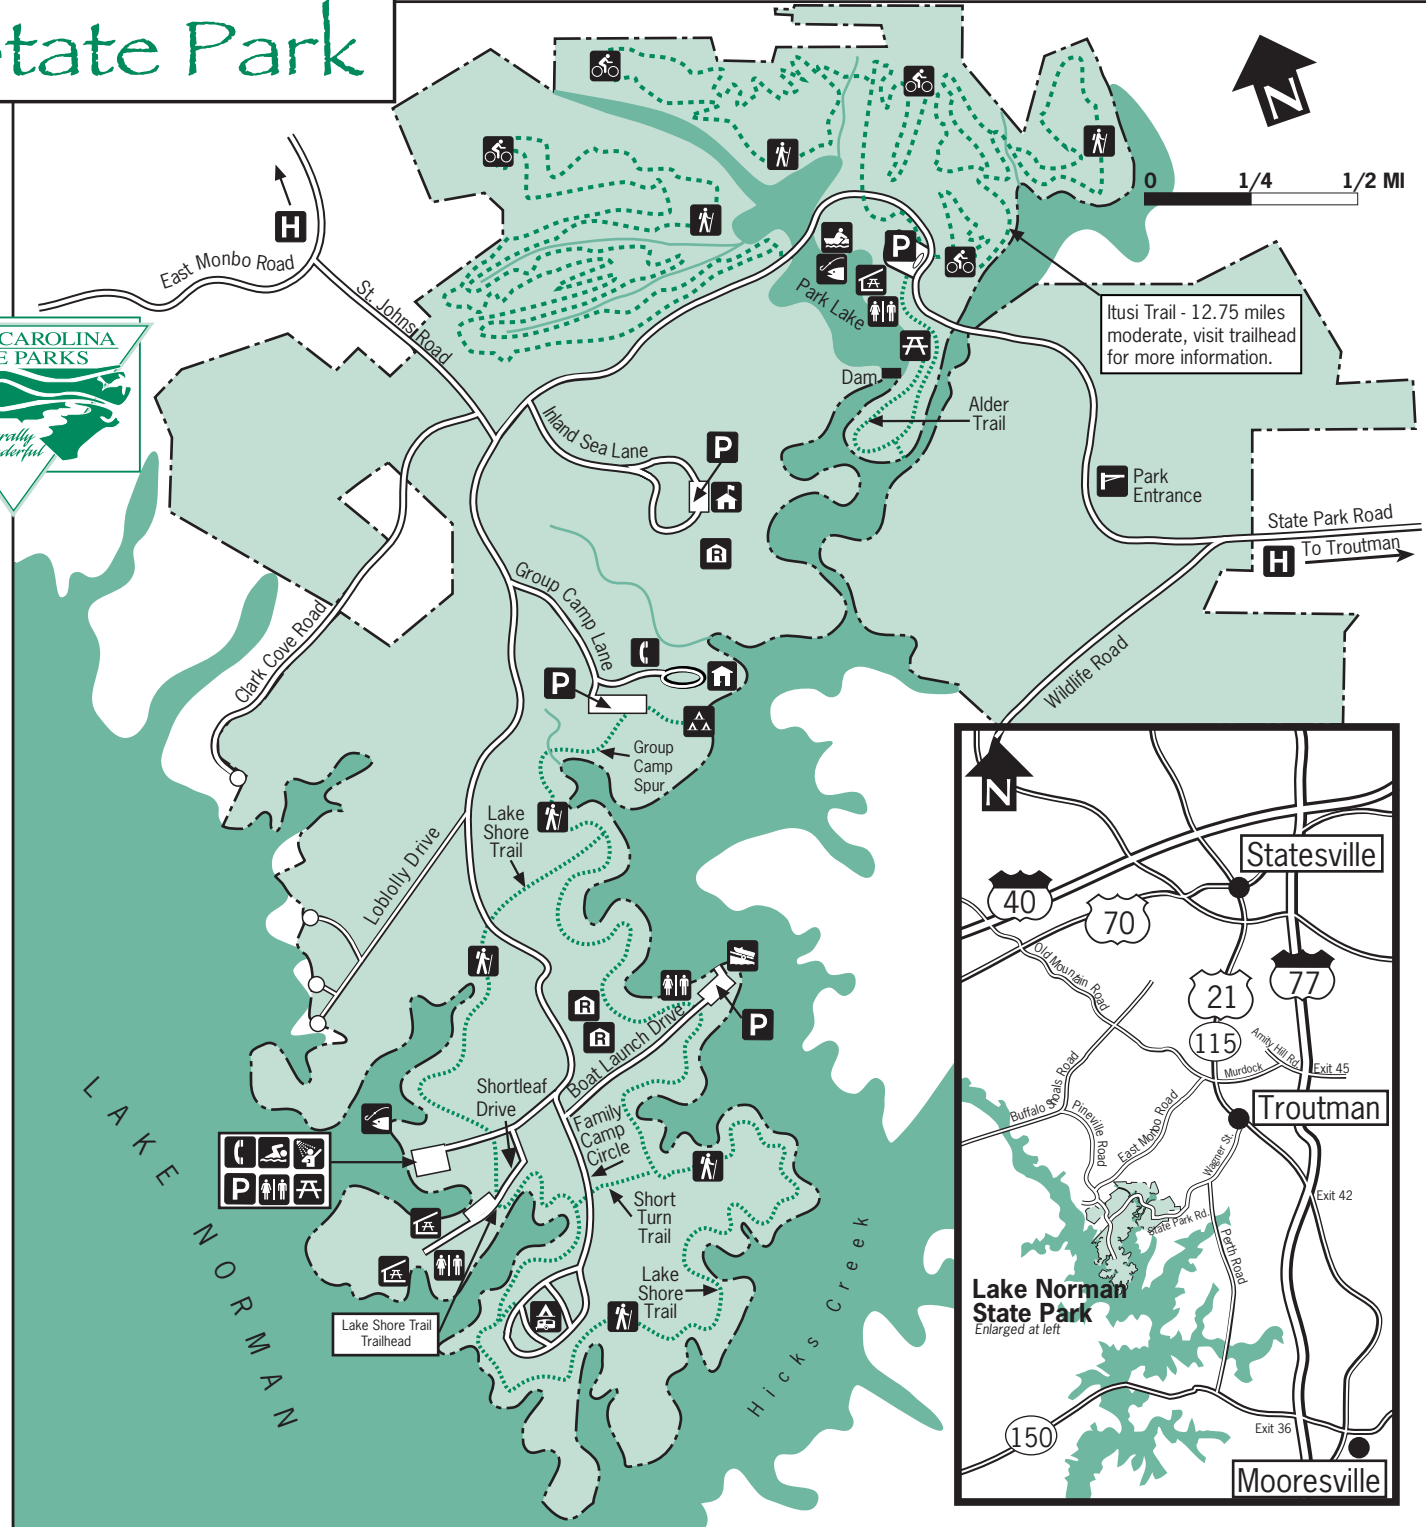 State Park
N
0 1/4 1/2 MI
H
East Monbo Road
St. Johns Road
CAROLINA
E PARKS
rally
derful
P
Park Lake
Dam
Itusi Trail - 12.75 miles
moderate, visit trailhead
for more information.
Alder
Trail
Inland Sea Lane
P
R
Park
Entrance
State Park Road
H
To Troutman
Wildlife Road
Clark Cove Road
Group Camp Lane
P
Group
Camp
Spur
Lake
Shore
Trail
Loblolly Drive
R
R
Boat Launch Drive
P
Shortleaf
Drive
Family
Camp
Circle
P
Short
Turn
Trail
Lake
Shore
Trail
Lake Shore Trail
Trailhead
LAKE NORMAN
Hicks Creek
N
Statesville
40
70
Old Mountain Road
21
77
115
Amity Hill Rd
Murdock
Exit 45
Buffalo Shoals Road
Pineville Road
East Monbo Road
Troutman
Wagner St.
Exit 42
State Park Rd.
Perth Road
Lake Norman
State Park
Enlarged at left
Exit 36
150
Mooresville